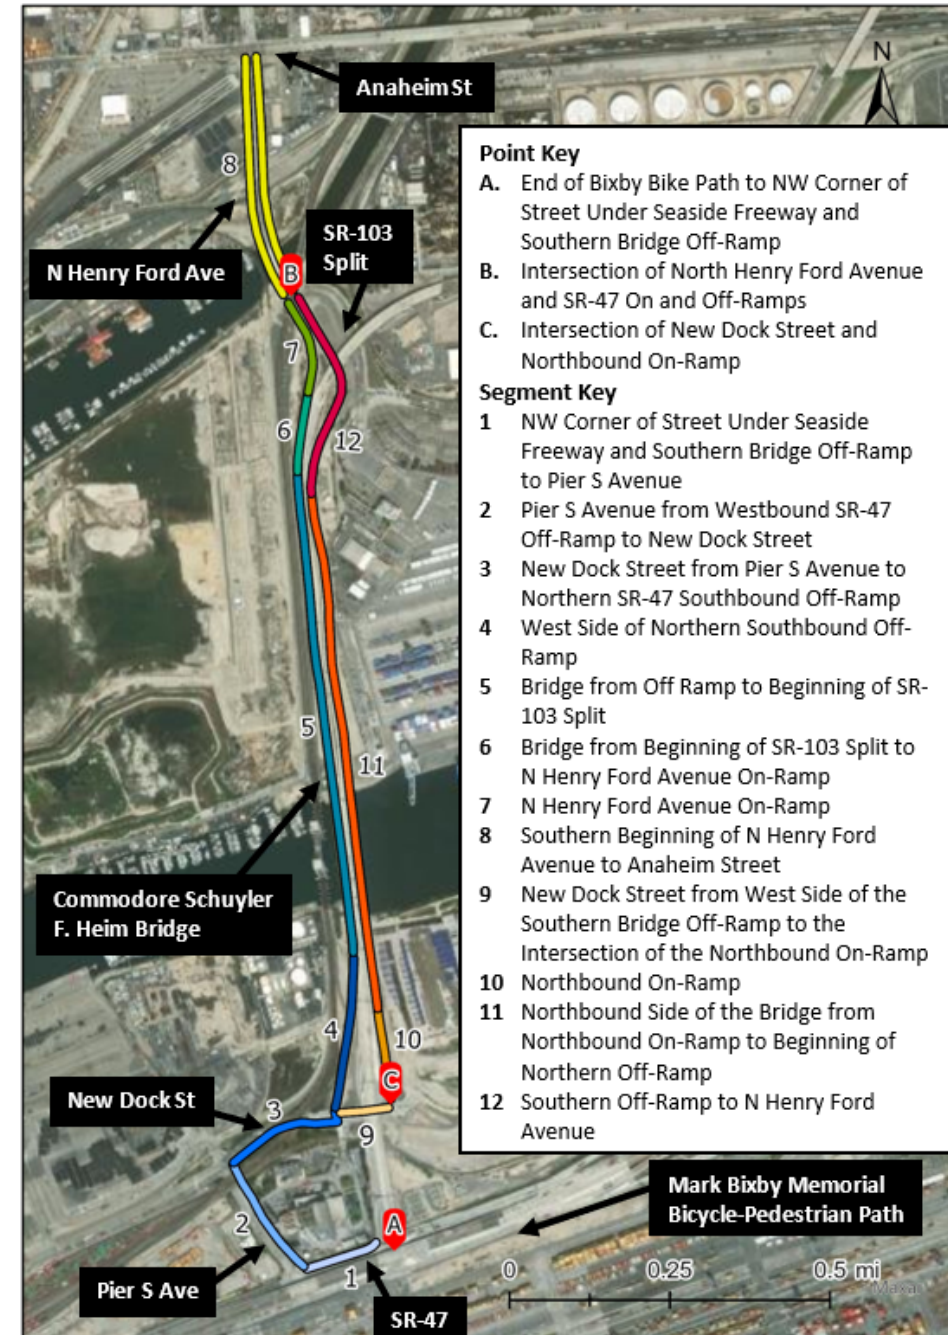 N
Anaheim St
8
N Henry Ford Ave
SR-103
Split
B
7
6
12
5
11
Commodore Schuyler
F. Heim Bridge
4
10
C
New Dock St
3
9
2
A
1
Pier S Ave
SR-47
Mark Bixby Memorial
Bicycle-Pedestrian Path
0 0.25 0.5 mi
Maxar
Point Key
A. End of Bixby Bike Path to NW Corner of
Street Under Seaside Freeway and
Southern Bridge Off-Ramp
B. Intersection of North Henry Ford Avenue
and SR-47 On and Off-Ramps
C. Intersection of New Dock Street and
Northbound On-Ramp
Segment Key
1 NW Corner of Street Under Seaside
Freeway and Southern Bridge Off-Ramp
to Pier S Avenue
2 Pier S Avenue from Westbound SR-47
Off-Ramp to New Dock Street
3 New Dock Street from Pier S Avenue to
Northern SR-47 Southbound Off-Ramp
4 West Side of Northern Southbound Off-
Ramp
5 Bridge from Off Ramp to Beginning of SR-
103 Split
6 Bridge from Beginning of SR-103 Split to
N Henry Ford Avenue On-Ramp
7 N Henry Ford Avenue On-Ramp
8 Southern Beginning of N Henry Ford
Avenue to Anaheim Street
9 New Dock Street from West Side of the
Southern Bridge Off-Ramp to the
Intersection of the Northbound On-Ramp
10 Northbound On-Ramp
11 Northbound Side of the Bridge from
Northbound On-Ramp to Beginning of
Northern Off-Ramp
12 Southern Off-Ramp to N Henry Ford
Avenue